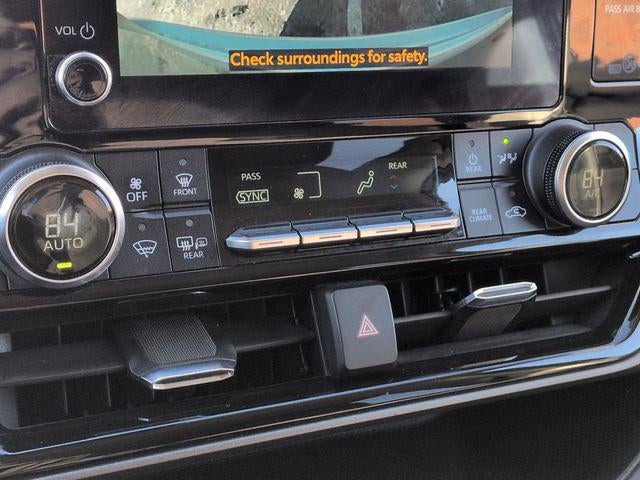 VOL
PASS AIR B
Check surroundings for safety.
OFF
FRONT
PASS
SYNC
REAR
REAR
84
AUTO
REAR
REAR
CLIMATE
84
A/C